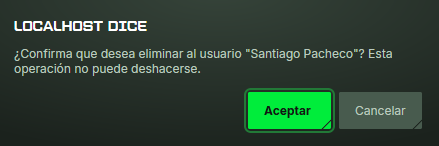 LOCALHOST DICE
¿Confirma que desea eliminar al usuario "Santiago Pacheco"? Esta
operación no puede deshacerse.
Aceptar
Cancelar